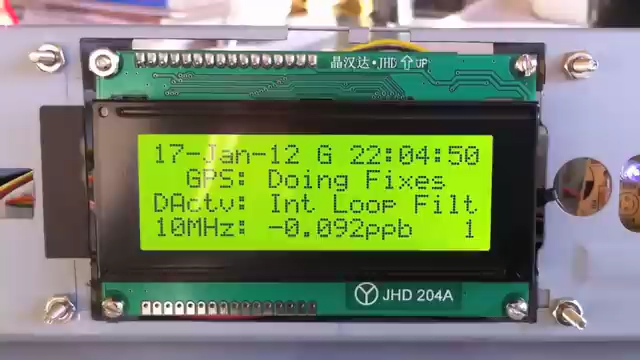 晶汉达·JHD UP
17-Jan-12 G 22:04:50
GPS: Doing Fixes
DActv: Int Loop Filt
10MHz: -0.092ppb 1
JHD 204A